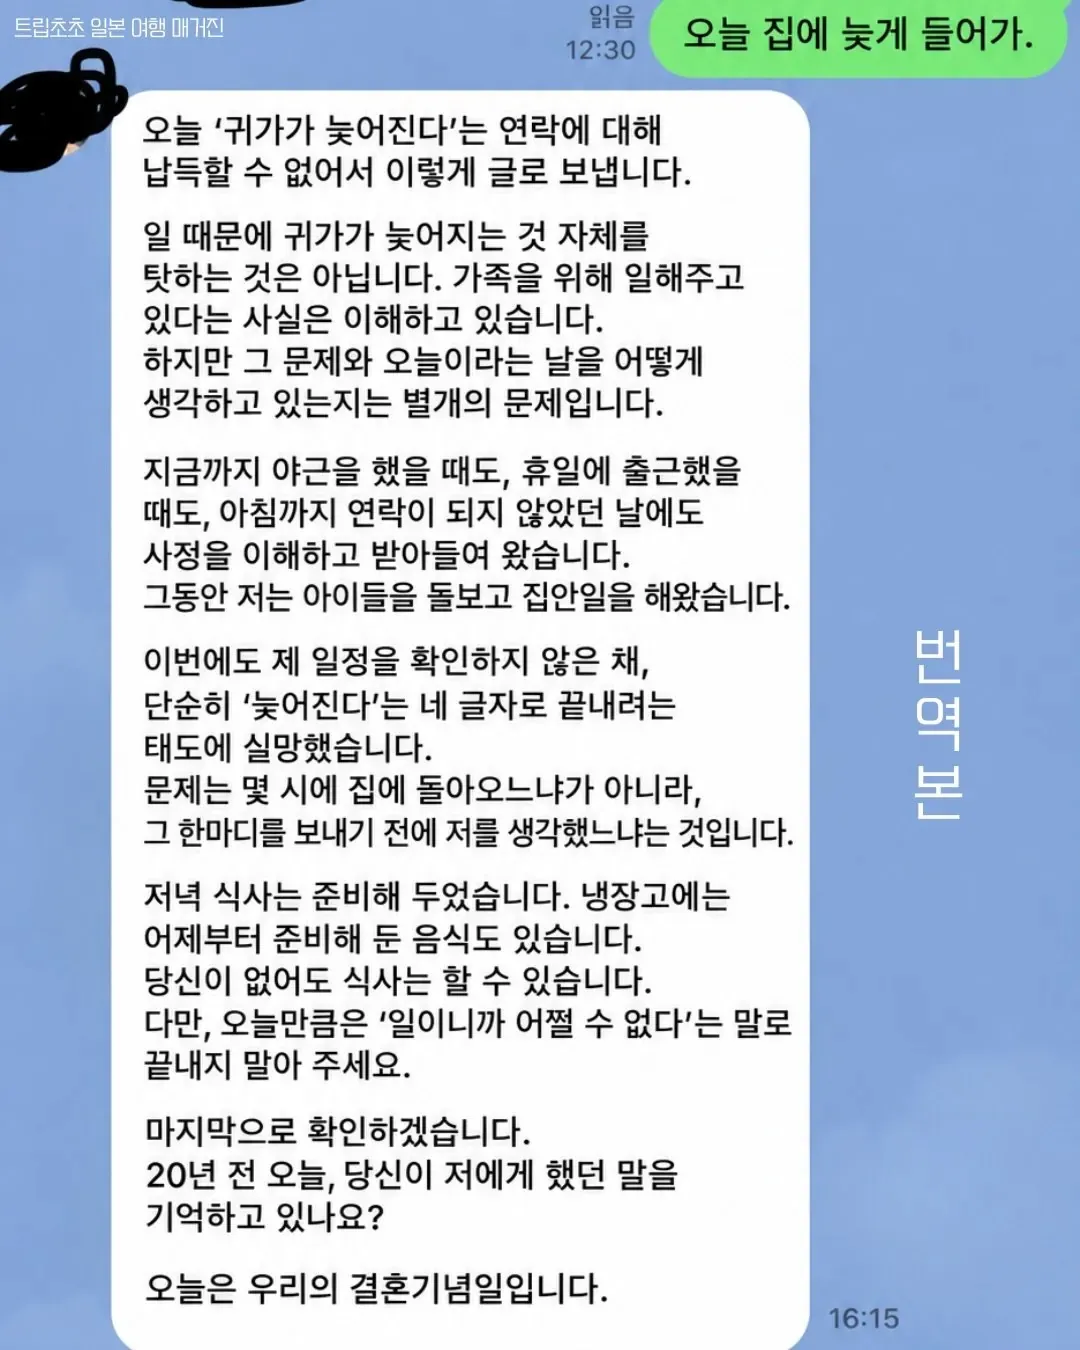 트립초초 일본 여행 매거진
읽음
12:30
오늘 집에 늦게 들어가.
오늘 ‘귀가가 늦어진다’는 연락에 대해
납득할 수 없어서 이렇게 글로 보냅니다.
일 때문에 귀가가 늦어지는 것 자체를
탓하는 것은 아닙니다. 가족을 위해 일해주고
있다는 사실은 이해하고 있습니다.
하지만 그 문제와 오늘이라는 날을 어떻게
생각하고 있는지는 별개의 문제입니다.
지금까지 야근을 했을 때도, 휴일에 출근했을
때도, 아침까지 연락이 되지 않았던 날에도
사정을 이해하고 받아들여 왔습니다.
그동안 저는 아이들을 돌보고 집안일을 해왔습니다.
이번에도 제 일정을 확인하지 않은 채,
단순히 ‘늦어진다’는 네 글자로 끝내려는
태도에 실망했습니다.
문제는 몇 시에 집에 돌아오느냐가 아니라,
그 한마디를 보내기 전에 저를 생각했느냐는 것입니다.
저녁 식사는 준비해 두었습니다. 냉장고에는
어제부터 준비해 둔 음식도 있습니다.
당신이 없어도 식사는 할 수 있습니다.
다만, 오늘만큼은 ‘일이니까 어쩔 수 없다’는 말로
끝내지 말아 주세요.
마지막으로 확인하겠습니다.
20년 전 오늘, 당신이 저에게 했던 말을
기억하고 있나요?
오늘은 우리의 결혼기념일입니다.
16:15
번역본